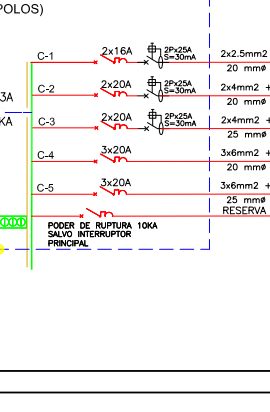 POLOS)
C-1 2x16A 2Px25A S=30mA 2x2.5mm2
20 mmø
3A C-2 2x20A 2Px25A S=30mA 2x4mm2 +
20 mmø
KA C-3 2x20A 2Px25A S=30mA 2x4mm2 +
25 mmø
C-4 3x20A 3x6mm2 +
20 mmø
C-5 3x20A 3x6mm2 +
25 mmø
RESERVA
PODER DE RUPTURA 10KA
SALVO INTERRUPTOR
PRINCIPAL